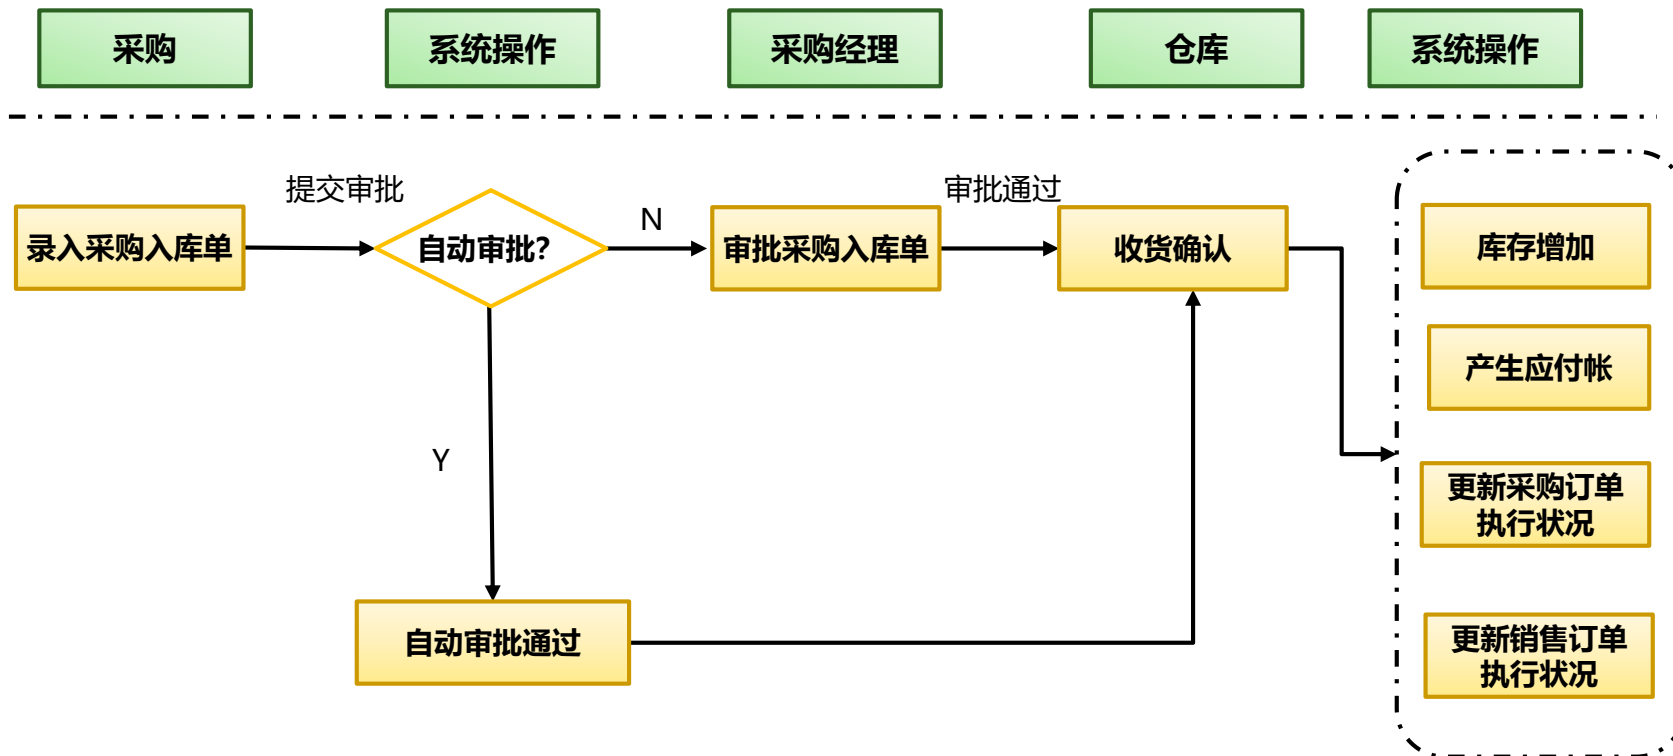 采购
系统操作
采购经理
仓库
系统操作
提交审批
审批通过
录入采购入库单
自动审批?
N
审批采购入库单
收货确认
库存增加
产生应付帐
Y
更新采购订单
执行状况
自动审批通过
更新销售订单
执行状况